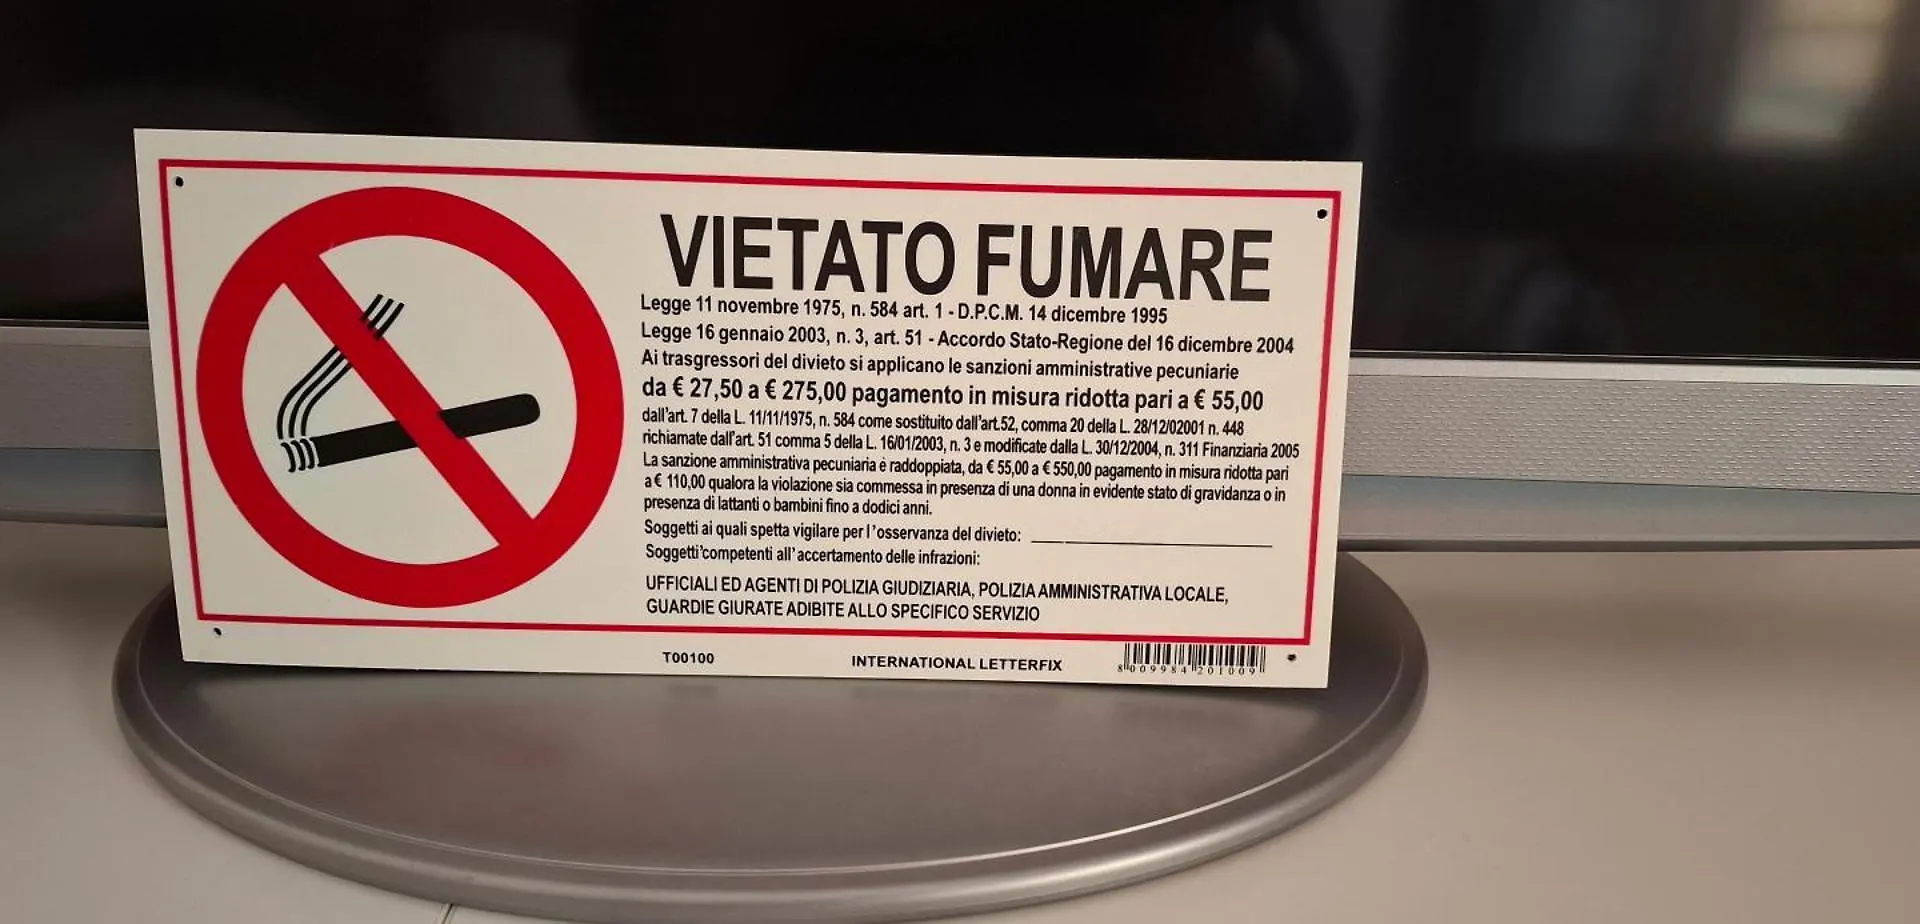 VIETATO FUMARE
Legge 11 novembre 1975, n. 584 art. 1 - D.P.C.M. 14 dicembre 1995
Legge 16 gennaio 2003, n. 3, art. 51 - Accordo Stato-Regione del 16 dicembre 2004
Ai trasgressori del divieto si applicano le sanzioni amministrative pecuniarie
da € 27,50 a € 275,00 pagamento in misura ridotta pari a € 55,00
dall'art. 7 della L. 11/11/1975, n. 584 come sostituito dall'art.52, comma 20 della L. 28/12/02001 n. 448
richiamate dall'art. 51 comma 5 della L. 16/01/2003, n. 3 e modificate dalla L. 30/12/2004, n. 311 Finanziaria 2005
La sanzione amministrativa pecuniaria è raddoppiata, da € 55,00 a € 550,00 pagamento in misura ridotta pari
a € 110,00 qualora la violazione sia commessa in presenza di una donna in evidente stato di gravidanza o in
presenza di lattanti o bambini fino a dodici anni.
Soggetti ai quali spetta vigilare per l'osservanza del divieto:
Soggetti'competenti all'accertamento delle infrazioni:
UFFICIALI ED AGENTI DI POLIZIA GIUDIZIARIA, POLIZIA AMMINISTRATIVA LOCALE,
GUARDIE GIURATE ADIBITE ALLO SPECIFICO SERVIZIO
T00100 INTERNATIONAL LETTERFIX
8 009984 201009